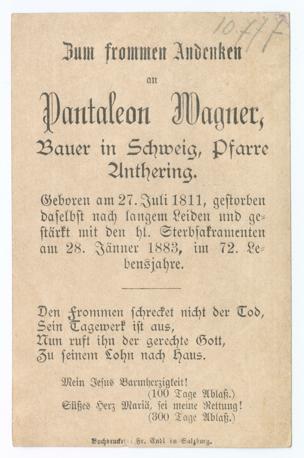 10.777
Zum frommen Andenken
an
Pantaleon Wagner,
Bauer in Schweig, Pfarre
Anthering.
Geboren am 27. Juli 1811, gestorben
daselbst nach langem Leiden und ge-
stärkt mit den hl. Sterbsakramenten
am 28. Jänner 1883, im 72. Le-
bensjahre.
Den Frommen schrecket nicht der Tod,
Sein Tagewerk ist aus,
Nun ruft ihn der gerechte Gott,
Zu seinem Lohn nach Haus.
Mein Jesus Barmherzigkeit!
(100 Tage Ablaß.)
Süßes Herz Mariä, sei meine Rettung!
(300 Tage Ablaß.)
Fr. Endl in Salzburg.